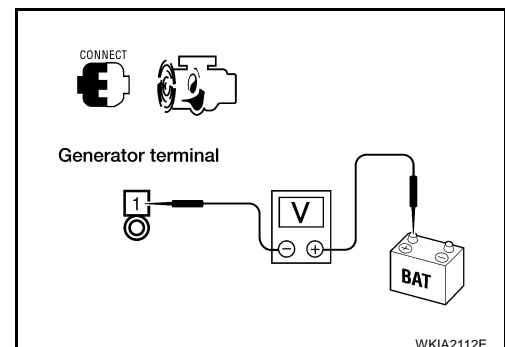 CONNECT
Generator terminal
1
V
BAT
WKIA2112E